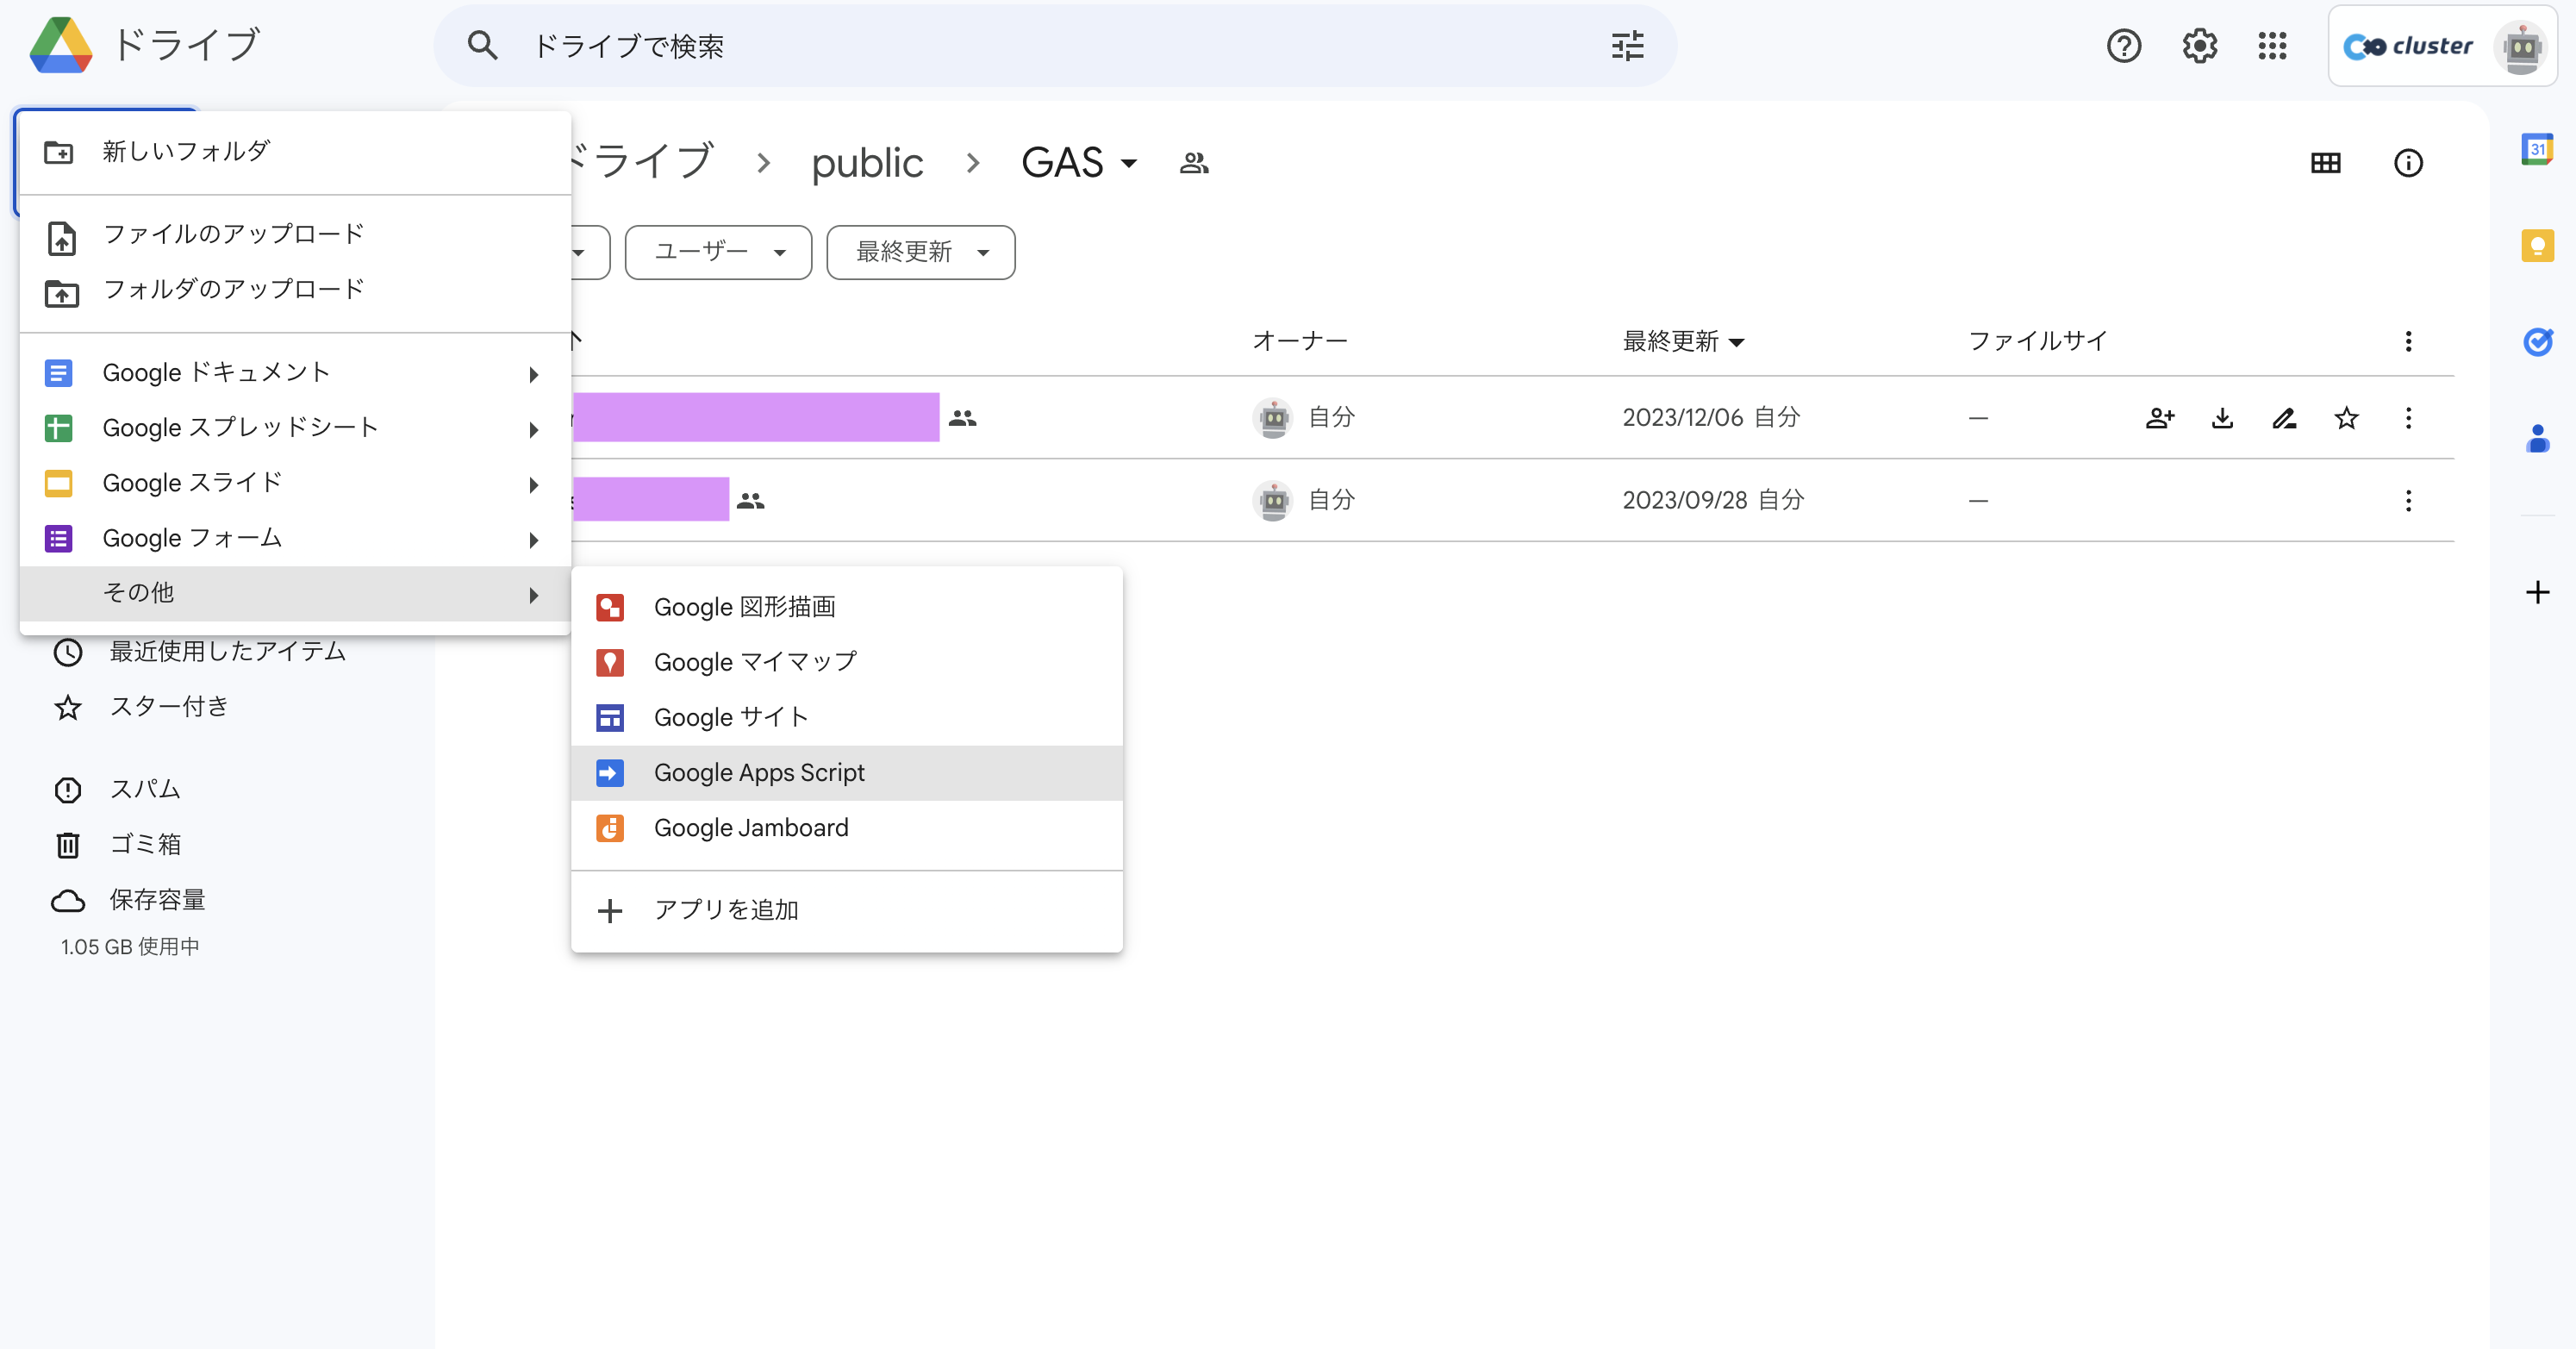 ドライブ
ドライブで検索
cluster
新しいフォルダ
ファイルのアップロード
フォルダのアップロード
Google ドキュメント
Google スプレッドシート
Google スライド
Google フォーム
その他
最近使用したアイテム
スター付き
スパム
ゴミ箱
保存容量
1.05 GB 使用中
ドライブ > public > GAS
ユーザー
最終更新
オーナー 最終更新 ファイルサイ
自分 2023/12/06 自分 —
自分 2023/09/28 自分 —
Google 図形描画
Google マイマップ
Google サイト
Google Apps Script
Google Jamboard
アプリを追加
31